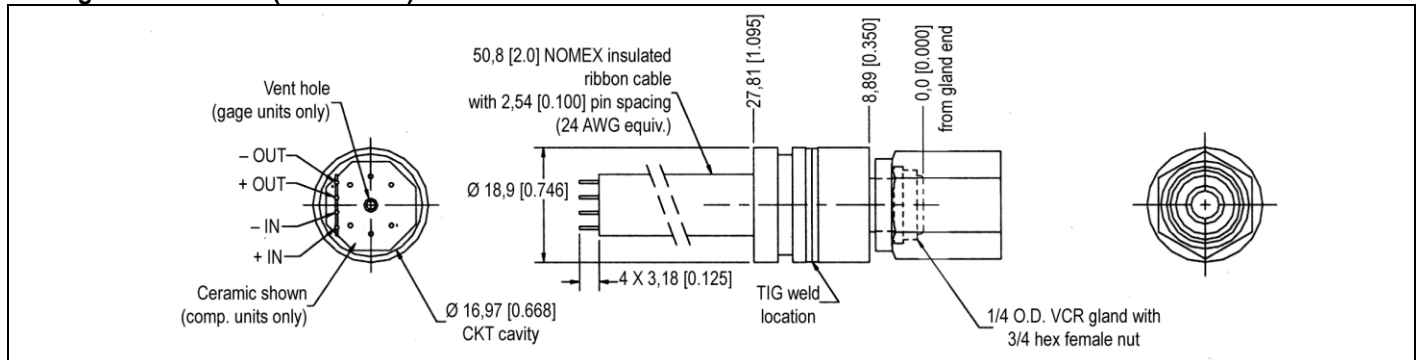 Vent hole
(gage units only)
– OUT
+ OUT
– IN
+ IN
Ceramic shown
(comp. units only)
Ø 16,97 [0.668]
CKT cavity
50,8 [2.0] NOMEX insulated
ribbon cable
with 2,54 [0.100] pin spacing
(24 AWG equiv.)
Ø 18,9 [0.746]
4 X 3,18 [0.125]
27,81 [1.095]
8,89 [0.350]
0,0 [0.000]
from gland end
TIG weld
location
1/4 O.D. VCR gland with
3/4 hex female nut